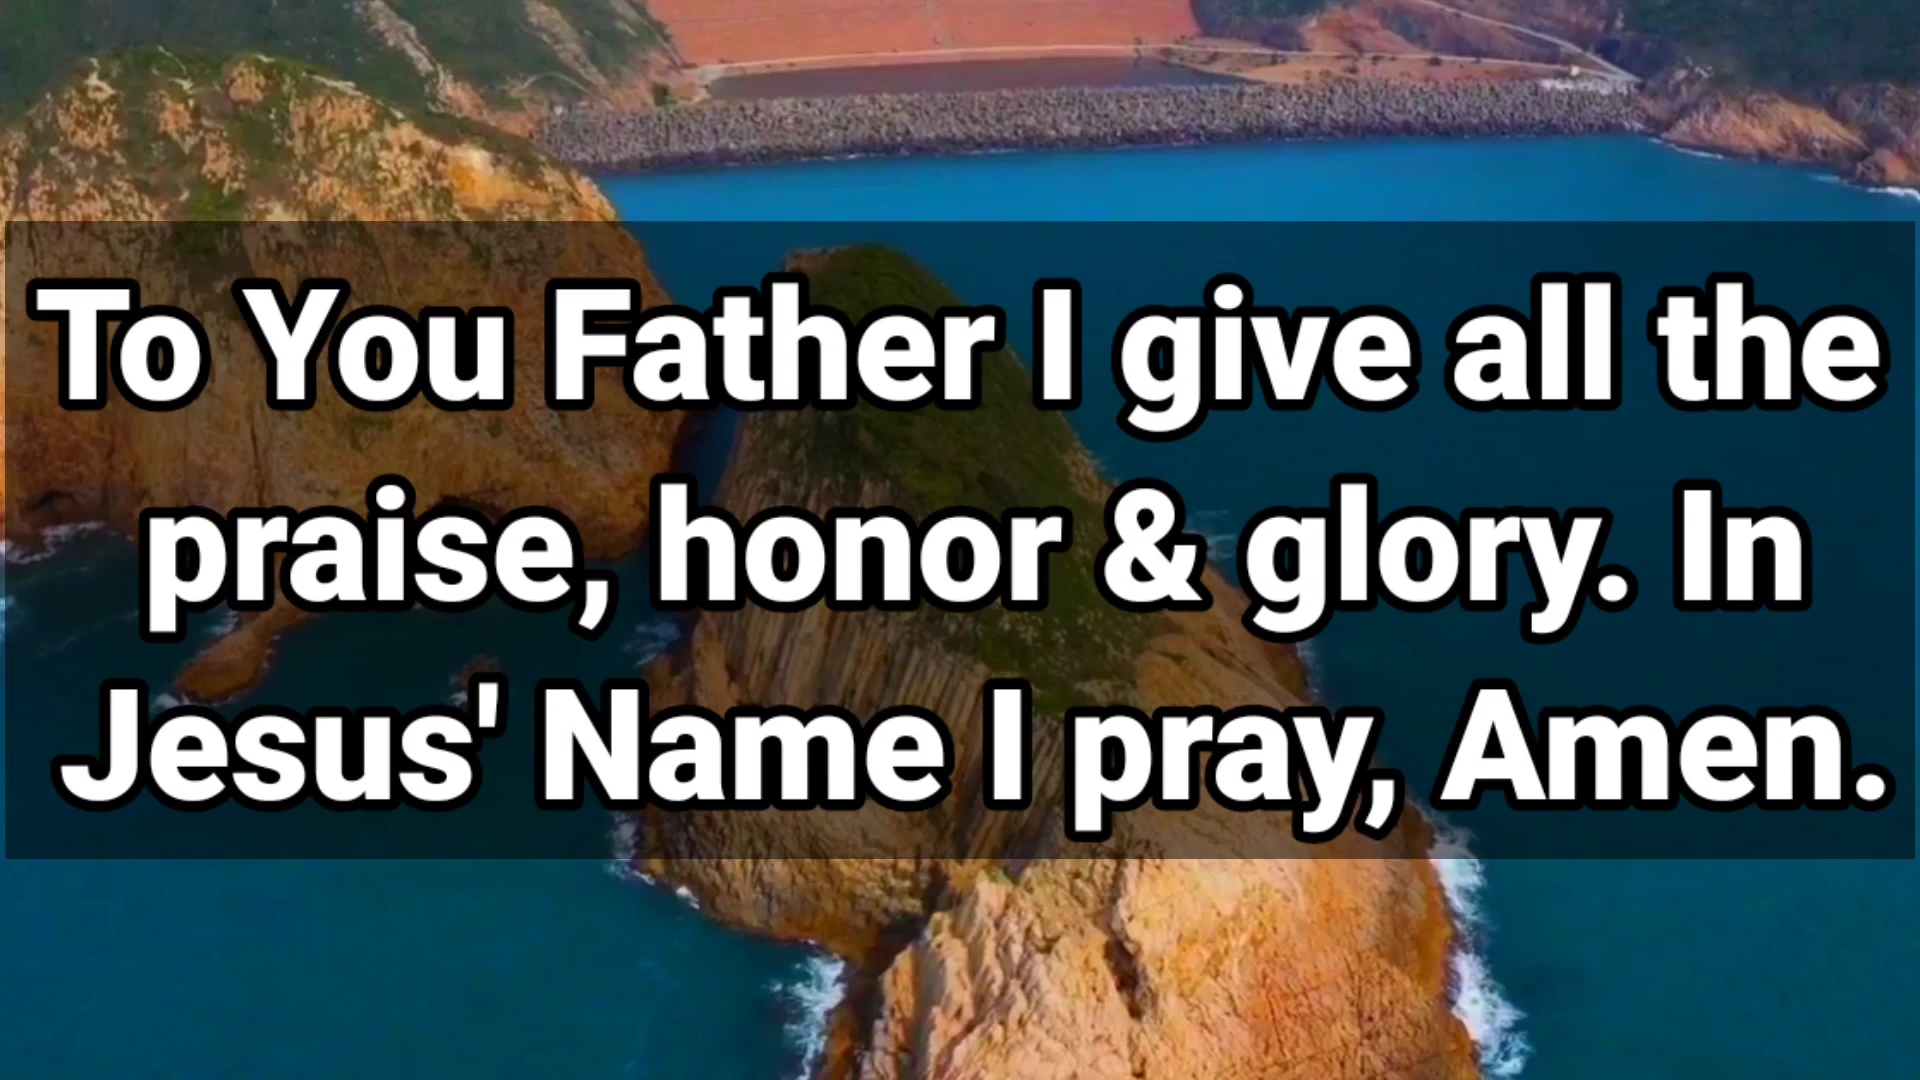 To You Father I give all the
praise, honor & glory. In
Jesus' Name I pray, Amen.